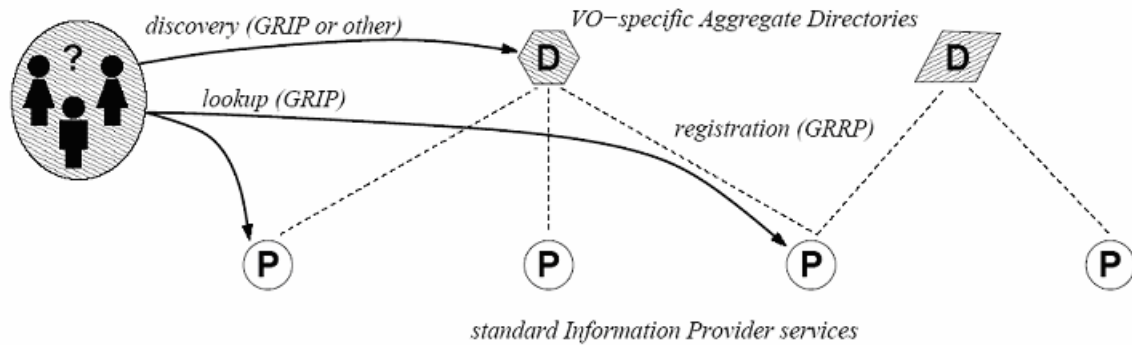 discovery (GRIP or other)
VO−specific Aggregate Directories
?
D
D
lookup (GRIP)
registration (GRRP)
P
P
P
P
standard Information Provider services